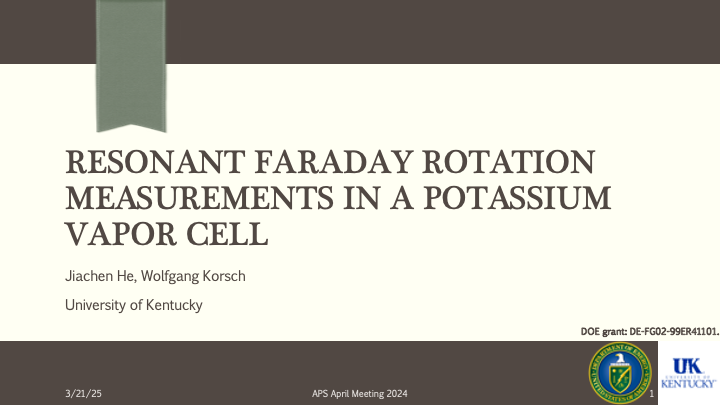 RESONANT FARADAY ROTATION
MEASUREMENTS IN A POTASSIUM
VAPOR CELL
Jiachen He, Wolfgang Korsch
University of Kentucky
DOE grant: DE-FG02-99ER41101.
3/21/25
APS April Meeting 2024
1
UK
UNIVERSITY OF
KENTUCKY